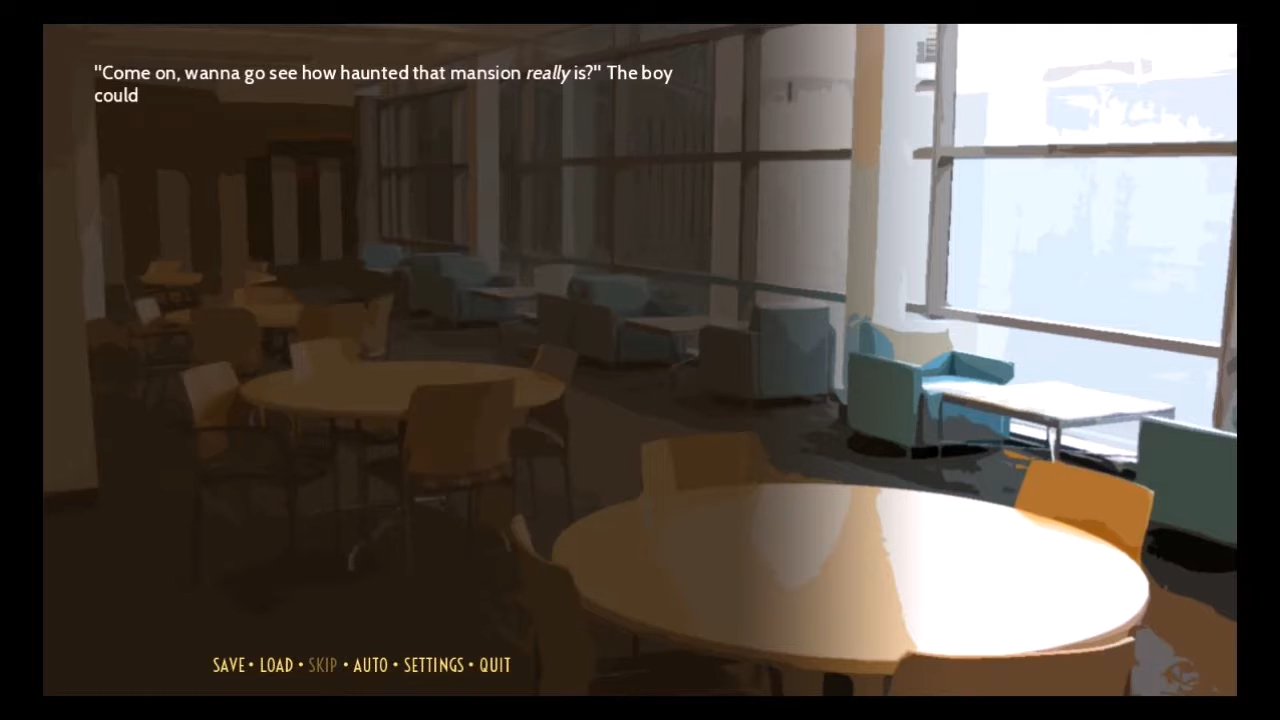 "Come on, wanna go see how haunted that mansion really is?" The boy
could
SAVE • LOAD • SKIP • AUTO • SETTINGS • QUIT